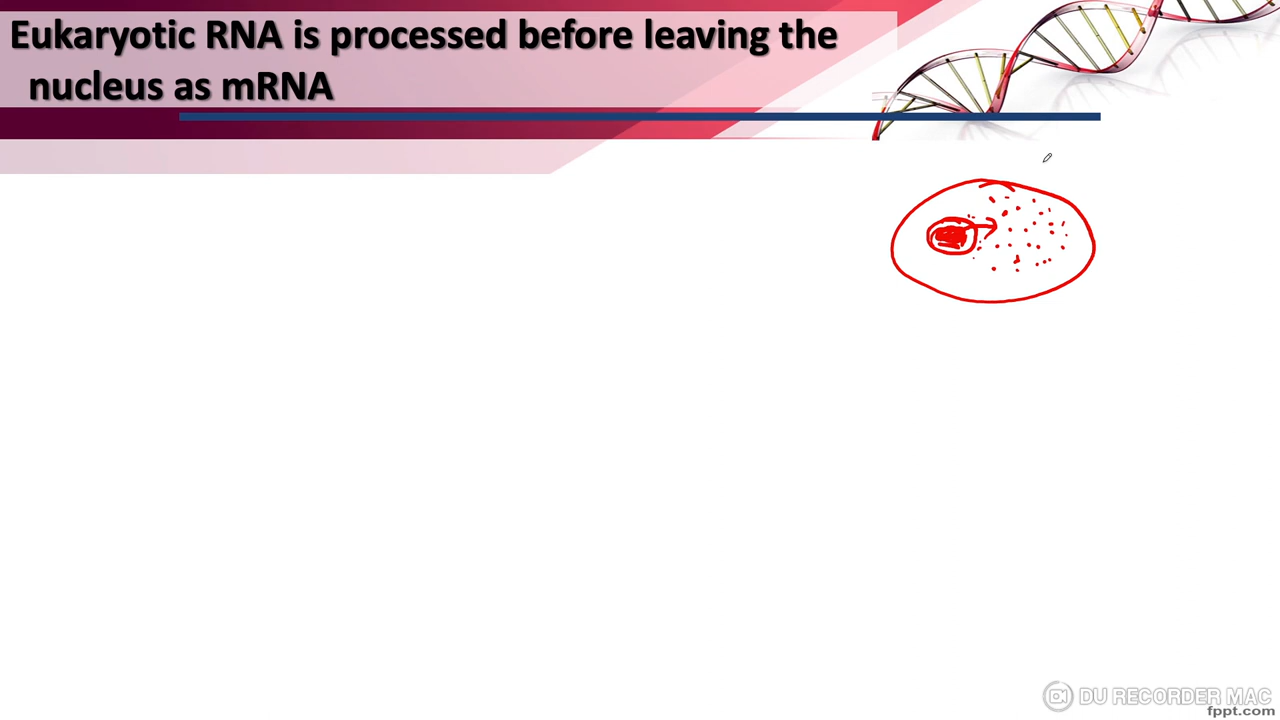 Eukaryotic RNA is processed before leaving the
nucleus as mRNA
DU RECORDER MAC
fppt.com